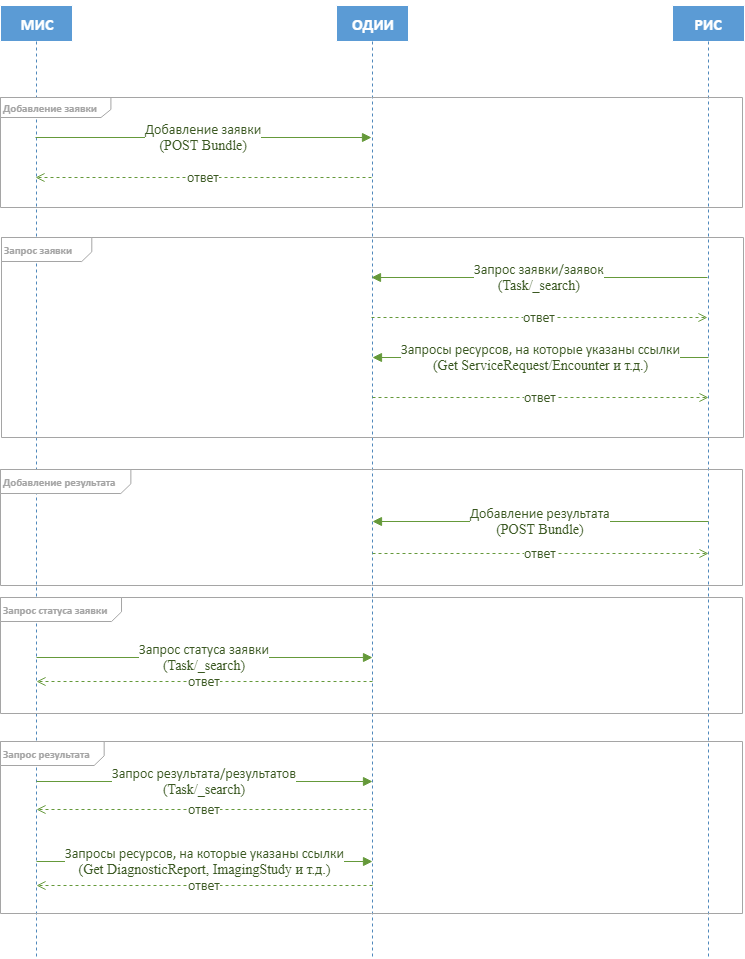 МИС
ОДИИ
РИС
Добавление заявки
Добавление заявки
(POST Bundle)
ответ
Запрос заявки
Запрос заявки/заявок
(Task/_search)
ответ
Запросы ресурсов, на которые указаны ссылки
(Get ServiceRequest/Encounter и т.д.)
ответ
Добавление результата
Добавление результата
(POST Bundle)
ответ
Запрос статуса заявки
Запрос статуса заявки
(Task/_search)
ответ
Запрос результата
Запрос результата/результатов
(Task/_search)
ответ
Запросы ресурсов, на которые указаны ссылки
(Get DiagnosticReport, ImagingStudy и т.д.)
ответ